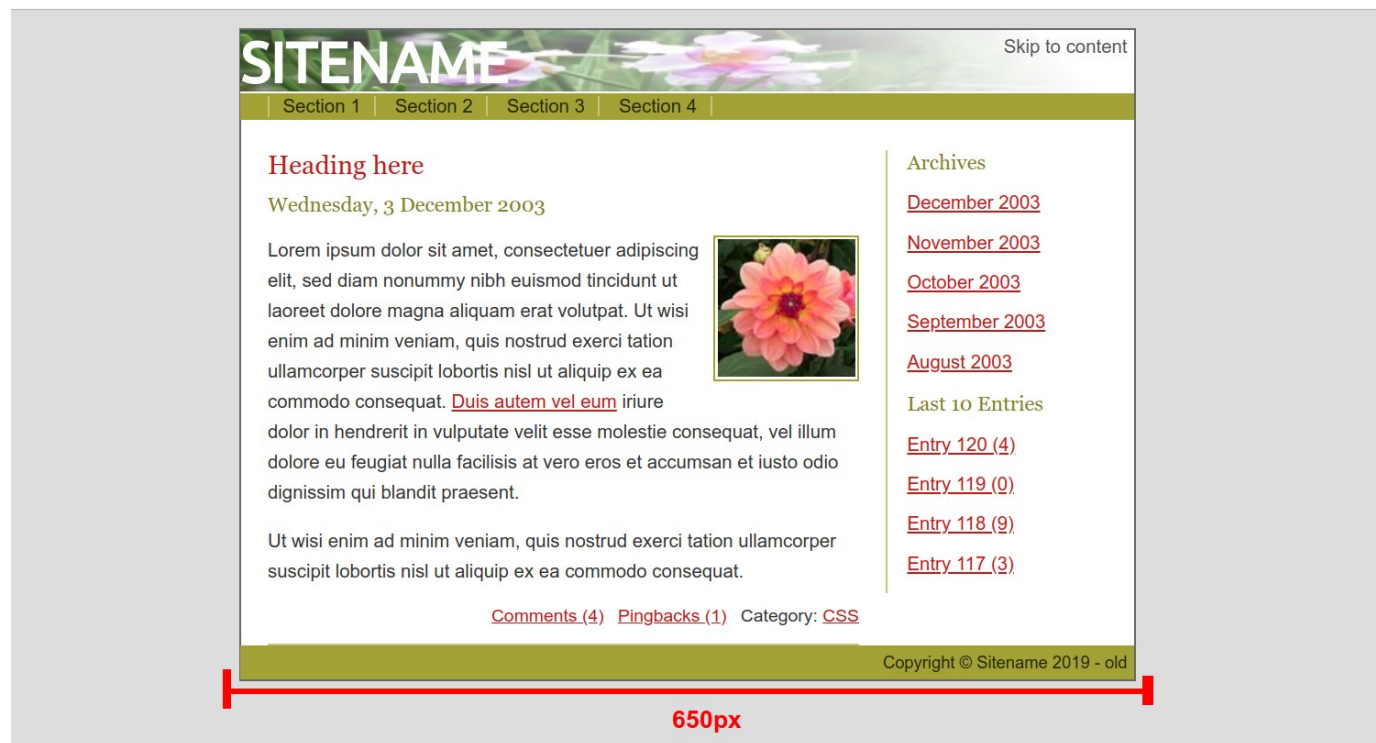 SITENAME
Skip to content
Section 1
Section 2
Section 3
Section 4
Heading here
Wednesday, 3 December 2003
Lorem ipsum dolor sit amet, consectetuer adipiscing
elit, sed diam nonummy nibh euismod tincidunt ut
laoreet dolore magna aliquam erat volutpat. Ut wisi
enim ad minim veniam, quis nostrud exerci tation
ullamcorper suscipit lobortis nisl ut aliquip ex ea
commodo consequat. Duis autem vel eum iriure
dolor in hendrerit in vulputate velit esse molestie consequat, vel illum
dolore eu feugiat nulla facilisis at vero eros et accumsan et iusto odio
dignissim qui blandit praesent.
Ut wisi enim ad minim veniam, quis nostrud exerci tation ullamcorper
suscipit lobortis nisl ut aliquip ex ea commodo consequat.
Comments (4) Pingbacks (1) Category: CSS
Archives
December 2003
November 2003
October 2003
September 2003
August 2003
Last 10 Entries
Entry 120 (4)
Entry 119 (0)
Entry 118 (9)
Entry 117 (3)
Copyright © Sitename 2019 - old
650px